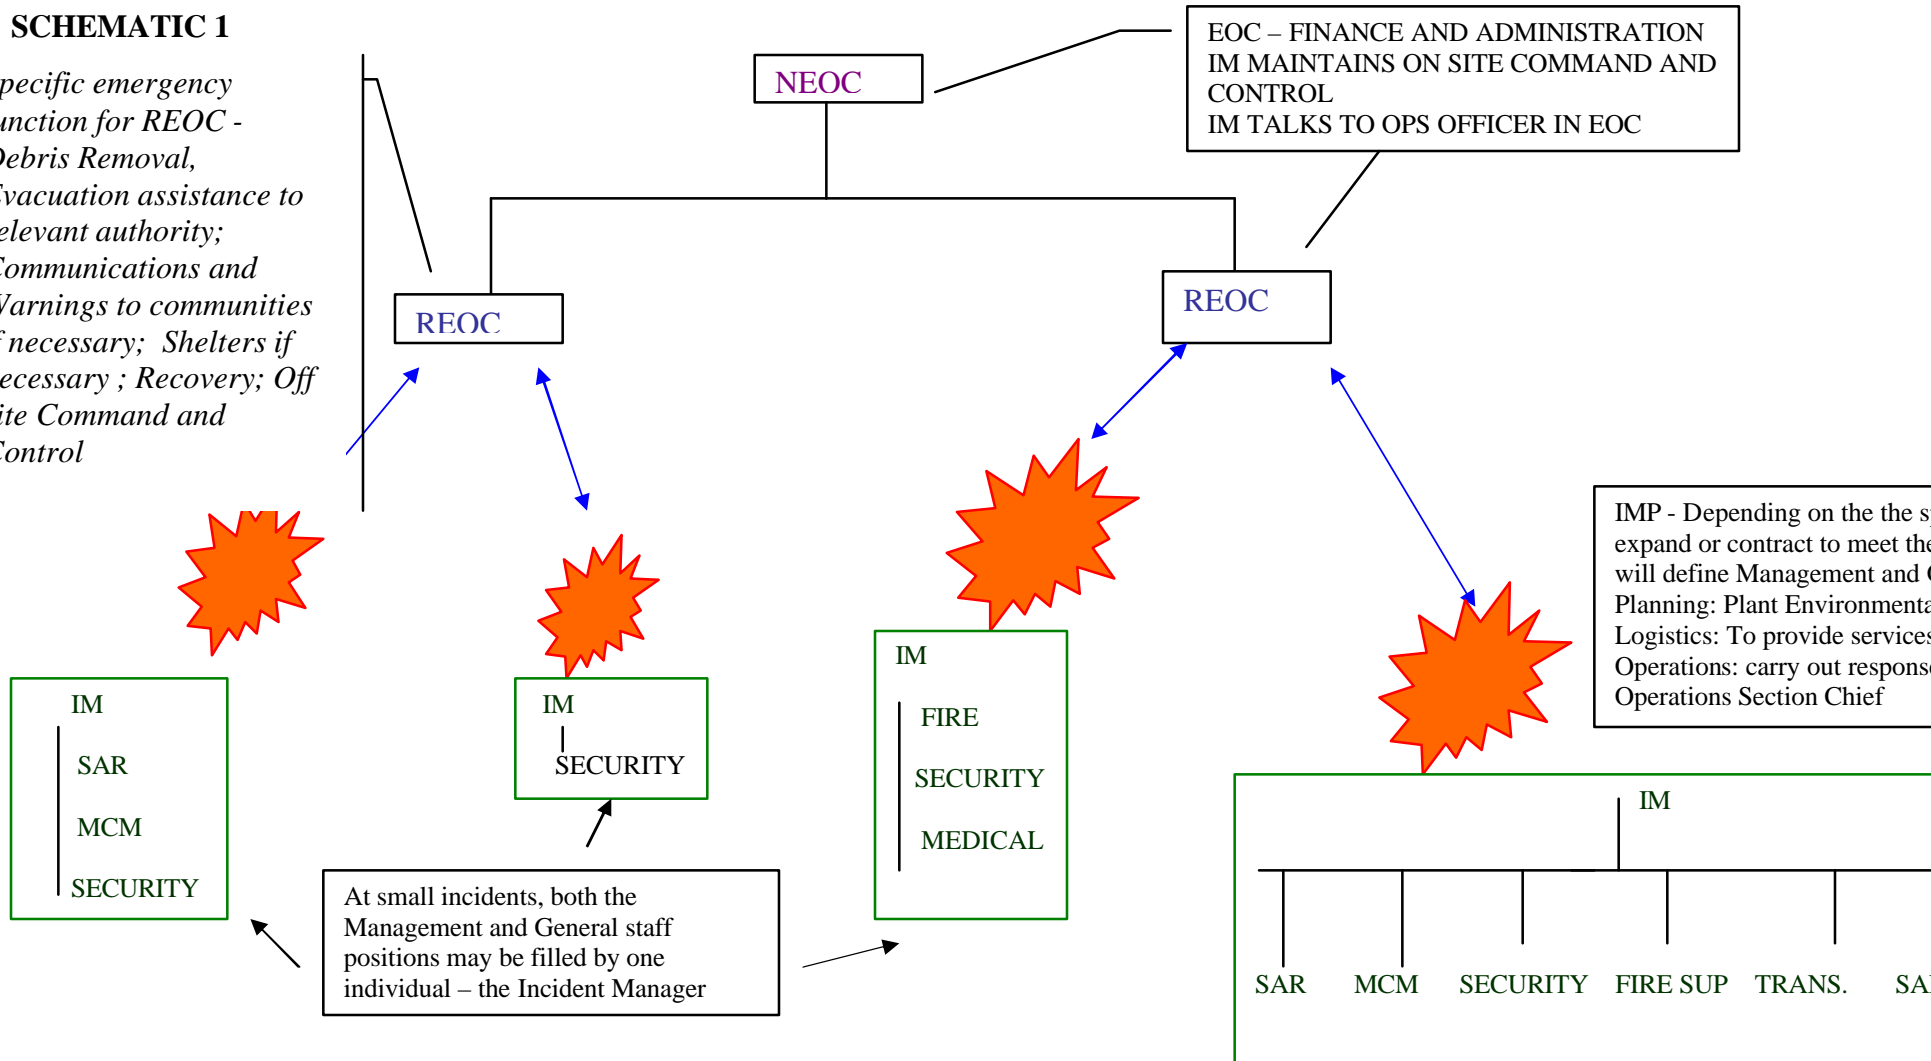 SCHEMATIC 1
pecific emergency
unction for REOC -
Debris Removal,
Evacuation assistance to
elevant authority;
Communications and
Warnings to communities
f necessary; Shelters if
ecessary ; Recovery; Off
ite Command and
Control
NEOC
EOC – FINANCE AND ADMINISTRATION
IM MAINTAINS ON SITE COMMAND AND
CONTROL
IM TALKS TO OPS OFFICER IN EOC
REOC
REOC
IMP - Depending on the the s
expand or contract to meet the
will define Management and
Planning: Plant Environmenta
Logistics: To provide services
Operations: carry out response
Operations Section Chief
IM
SAR
MCM
SECURITY
IM
SECURITY
IM
FIRE
SECURITY
MEDICAL
At small incidents, both the
Management and General staff
positions may be filled by one
individual – the Incident Manager
IM
SAR MCM SECURITY FIRE SUP TRANS. SA